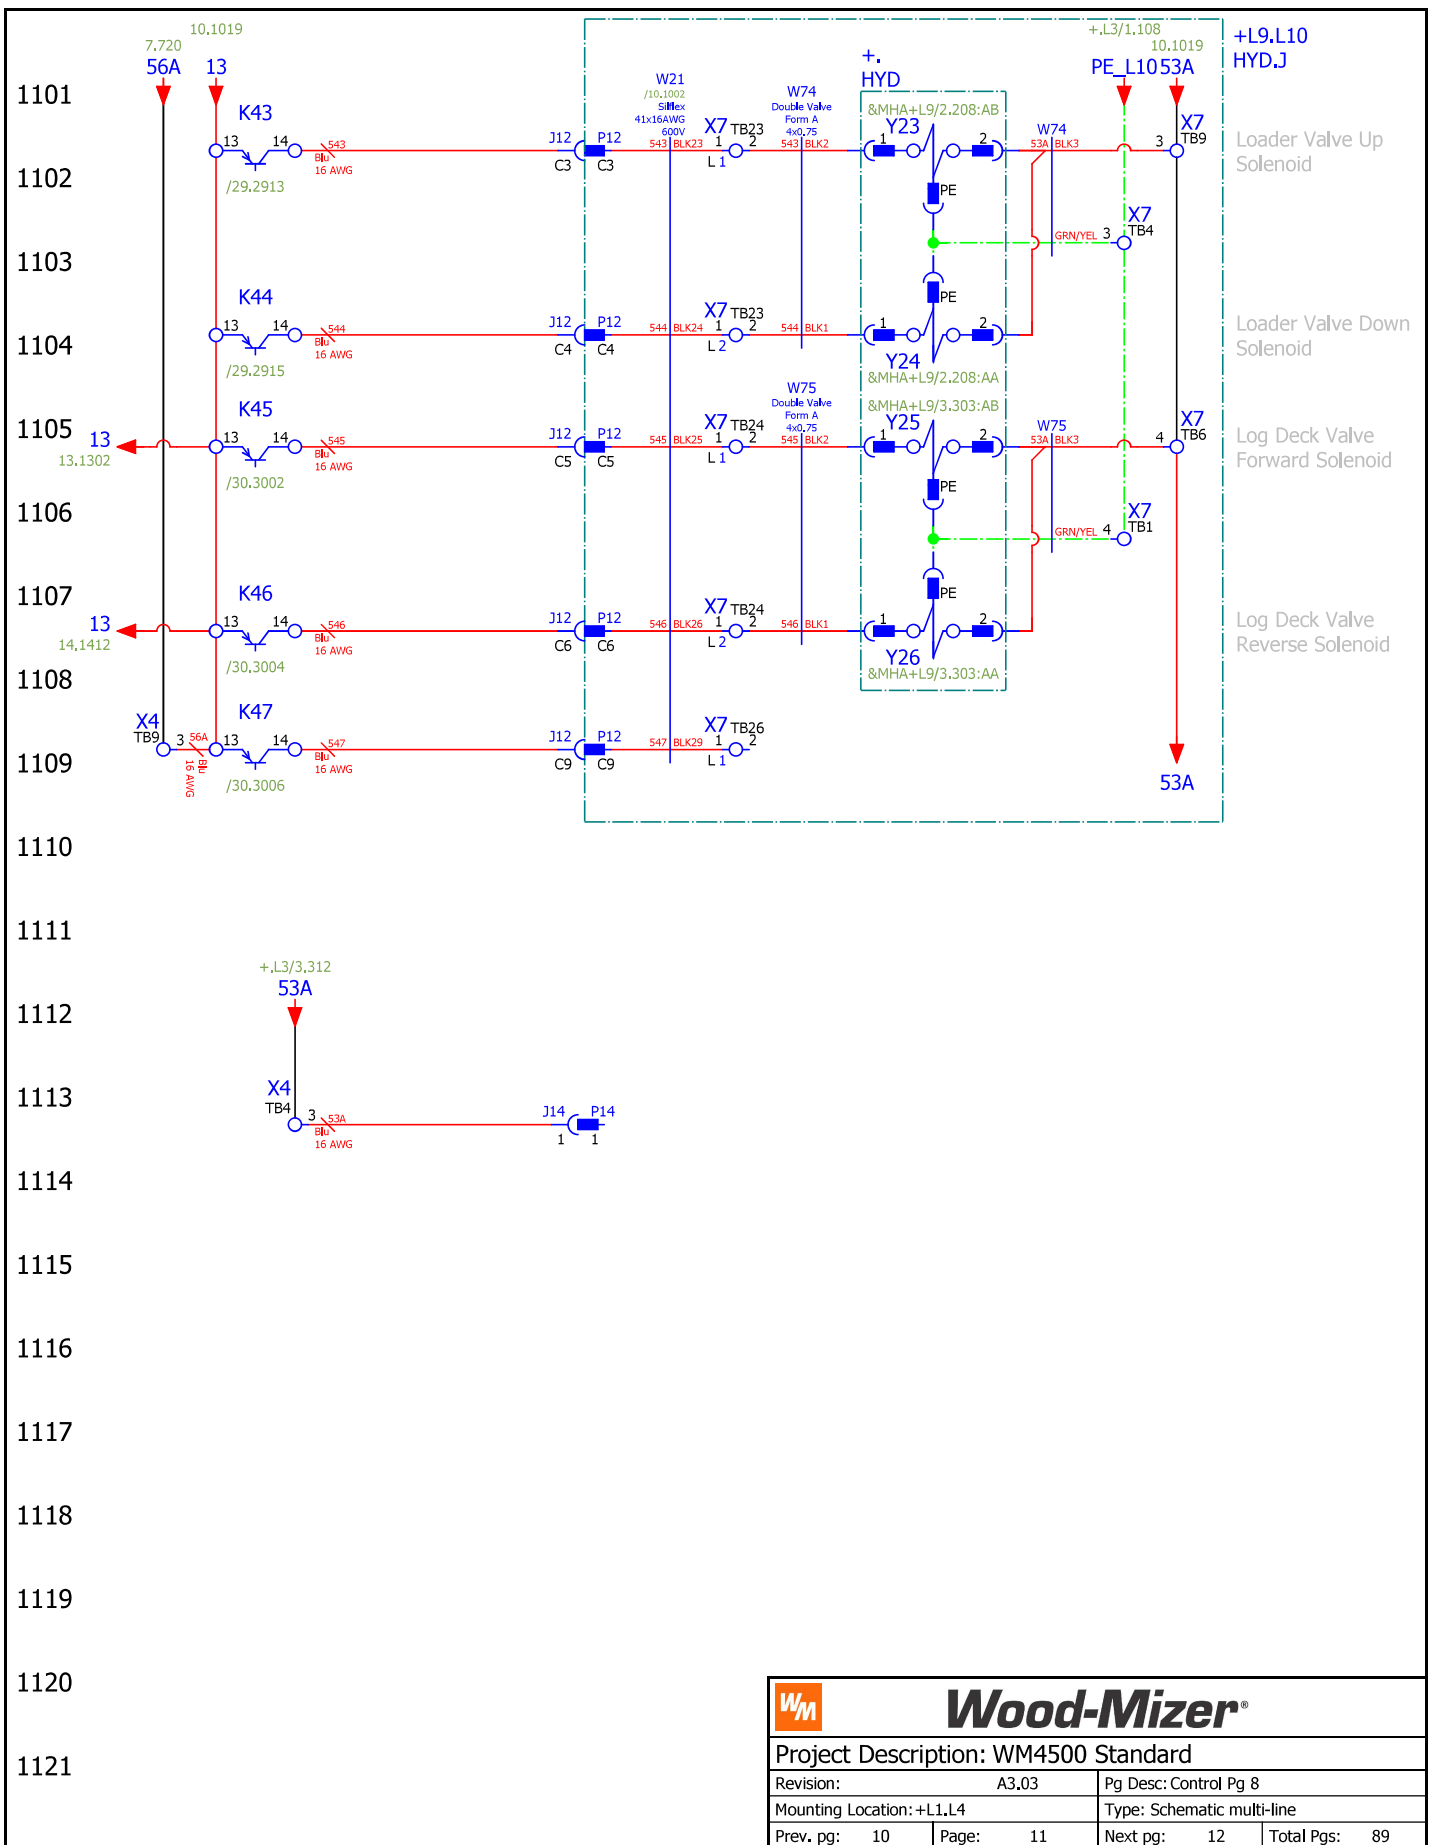 10.1019
7.720
56A 13
+.L3/1.108
10.1019
PE_L10 53A
+L9.L10
HYD.J
+.
HYD
1101
K43
13 14
543
Blu
16 AWG
/29.2913
J12 P12
C3 C3
W21
/10.1002
Silflex
41x16AWG
600V
543 BLK23
X7 TB23
1 2
L 1
W74
Double Valve
Form A
4x0.75
543 BLK2
&MHA+L9/2.208:AB
Y23
1 2
PE
W74
53A BLK3
3
X7
TB9
Loader Valve Up
Solenoid
1102
GRN/YEL 3
X7
TB4
1103
PE
K44
13 14
544
Blu
16 AWG
/29.2915
J12 P12
C4 C4
544 BLK24
X7 TB23
1 2
L 2
544 BLK1
1 2
Y24
&MHA+L9/2.208:AA
Loader Valve Down
Solenoid
1104
1105
13
13.1302
K45
13 14
545
Blu
16 AWG
/30.3002
J12 P12
C5 C5
545 BLK25
X7 TB24
1 2
L 1
W75
Double Valve
Form A
4x0.75
545 BLK2
&MHA+L9/3.303:AB
Y25
1 2
PE
W75
53A BLK3
4
X7
TB6
Log Deck Valve
Forward Solenoid
1106
GRN/YEL 4
X7
TB1
1107
PE
13
14.1412
K46
13 14
546
Blu
16 AWG
/30.3004
J12 P12
C6 C6
546 BLK26
X7 TB24
1 2
L 2
546 BLK1
1 2
Y26
&MHA+L9/3.303:AA
Log Deck Valve
Reverse Solenoid
1108
X4
TB9
3
56A
Blu
16 AWG
K47
13 14
547
Blu
16 AWG
/30.3006
J12 P12
C9 C9
547 BLK29
X7 TB26
1 2
L 1
53A
1109
1110
1111
+.L3/3.312
53A
1112
1113
X4
TB4
3
53A
Blu
16 AWG
J14 P14
1 1
1114
1115
1116
1117
1118
1119
1120
1121
WM
Wood-Mizer®
Project Description: WM4500 Standard
Revision: A3.03 Pg Desc: Control Pg 8
Mounting Location: +L1.L4 Type: Schematic multi-line
Prev. pg: 10 Page: 11 Next pg: 12 Total Pgs: 89